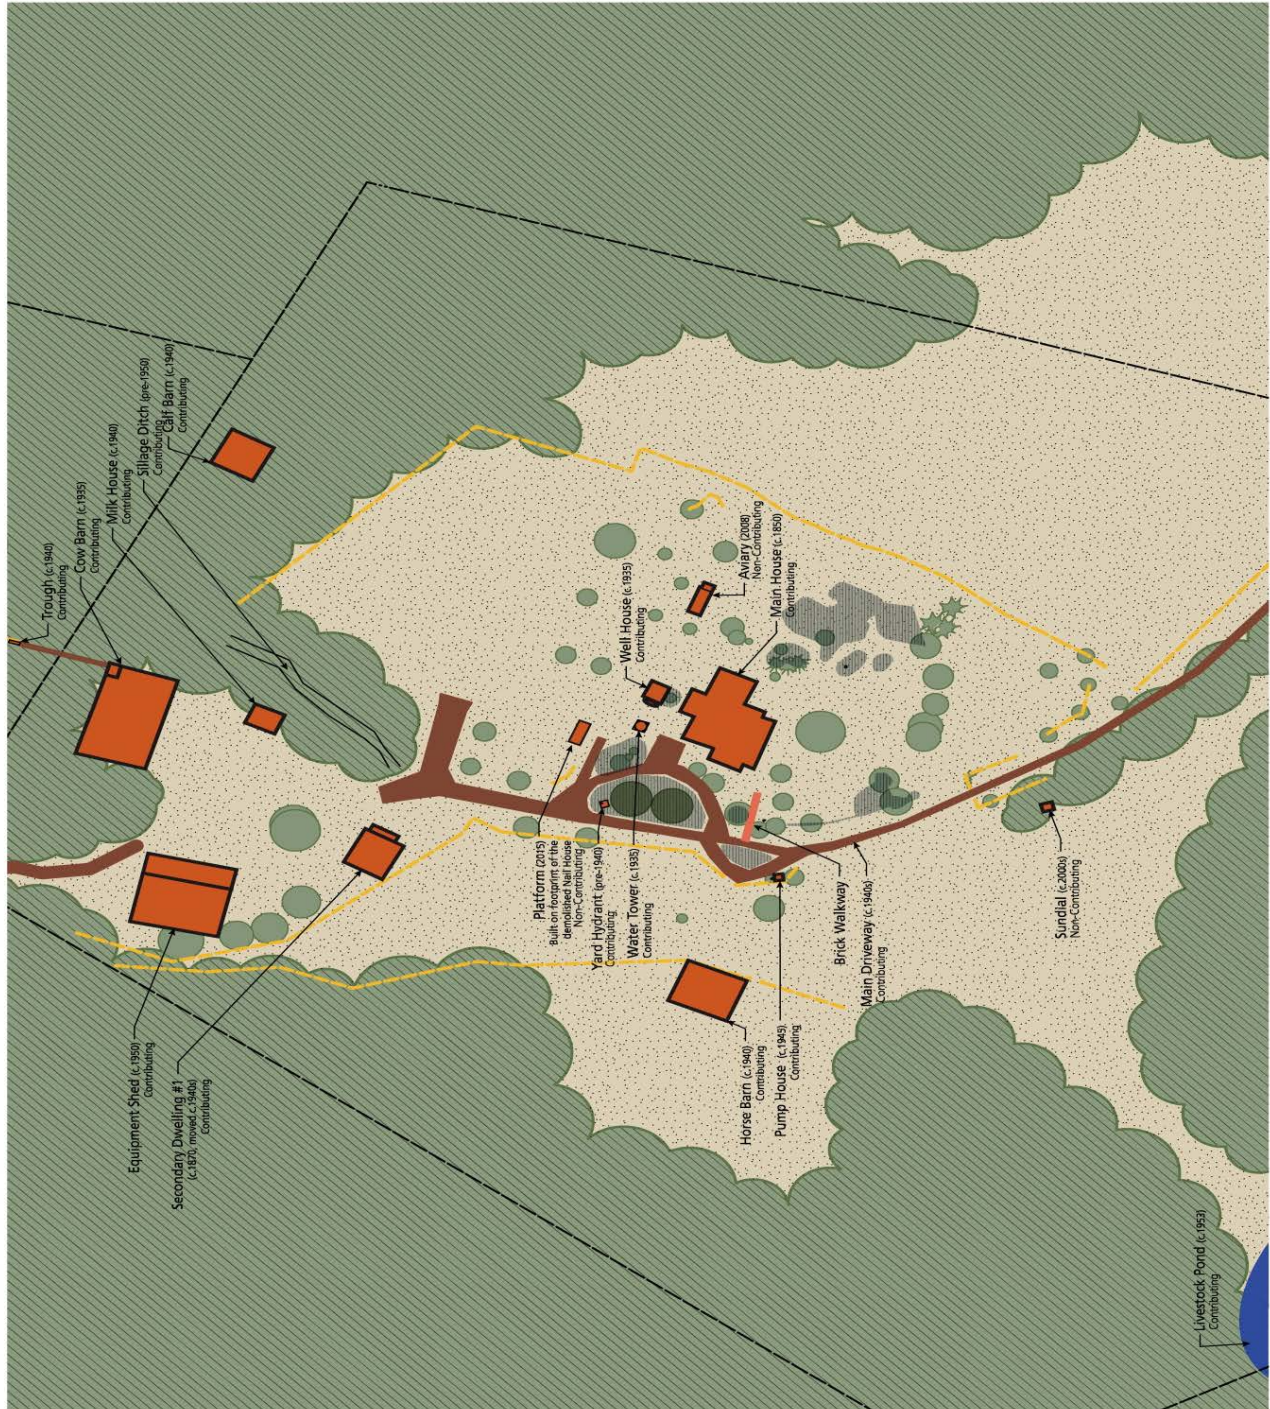 Trough (c.1940)
Contributing
Cow Barn (c.1935)
Contributing
Milk House (c.1940)
Contributing
Sillage Ditch (pre-1950)
Contributing
Calf Barn (c.1940)
Contributing
Equipment Shed (c.1950)
Contributing
Secondary Dwelling #1
(c.1870, moved c.1940s)
Contributing
Platform (2015)
Built on footprint of the
demolished Nail House
Non-Contributing
Yard Hydrant (pre-1940)
Contributing
Water Tower (c.1935)
Contributing
Well House (c.1935)
Contributing
Aviary (2008)
Non-Contributing
Main House (c.1850)
Contributing
Horse Barn (c.1940)
Contributing
Pump House (c.1945)
Contributing
Brick Walkway
Main Driveway (c.1940s)
Contributing
Sundial (c.2000s)
Non-Contributing
Livestock Pond (c.1953)
Contributing